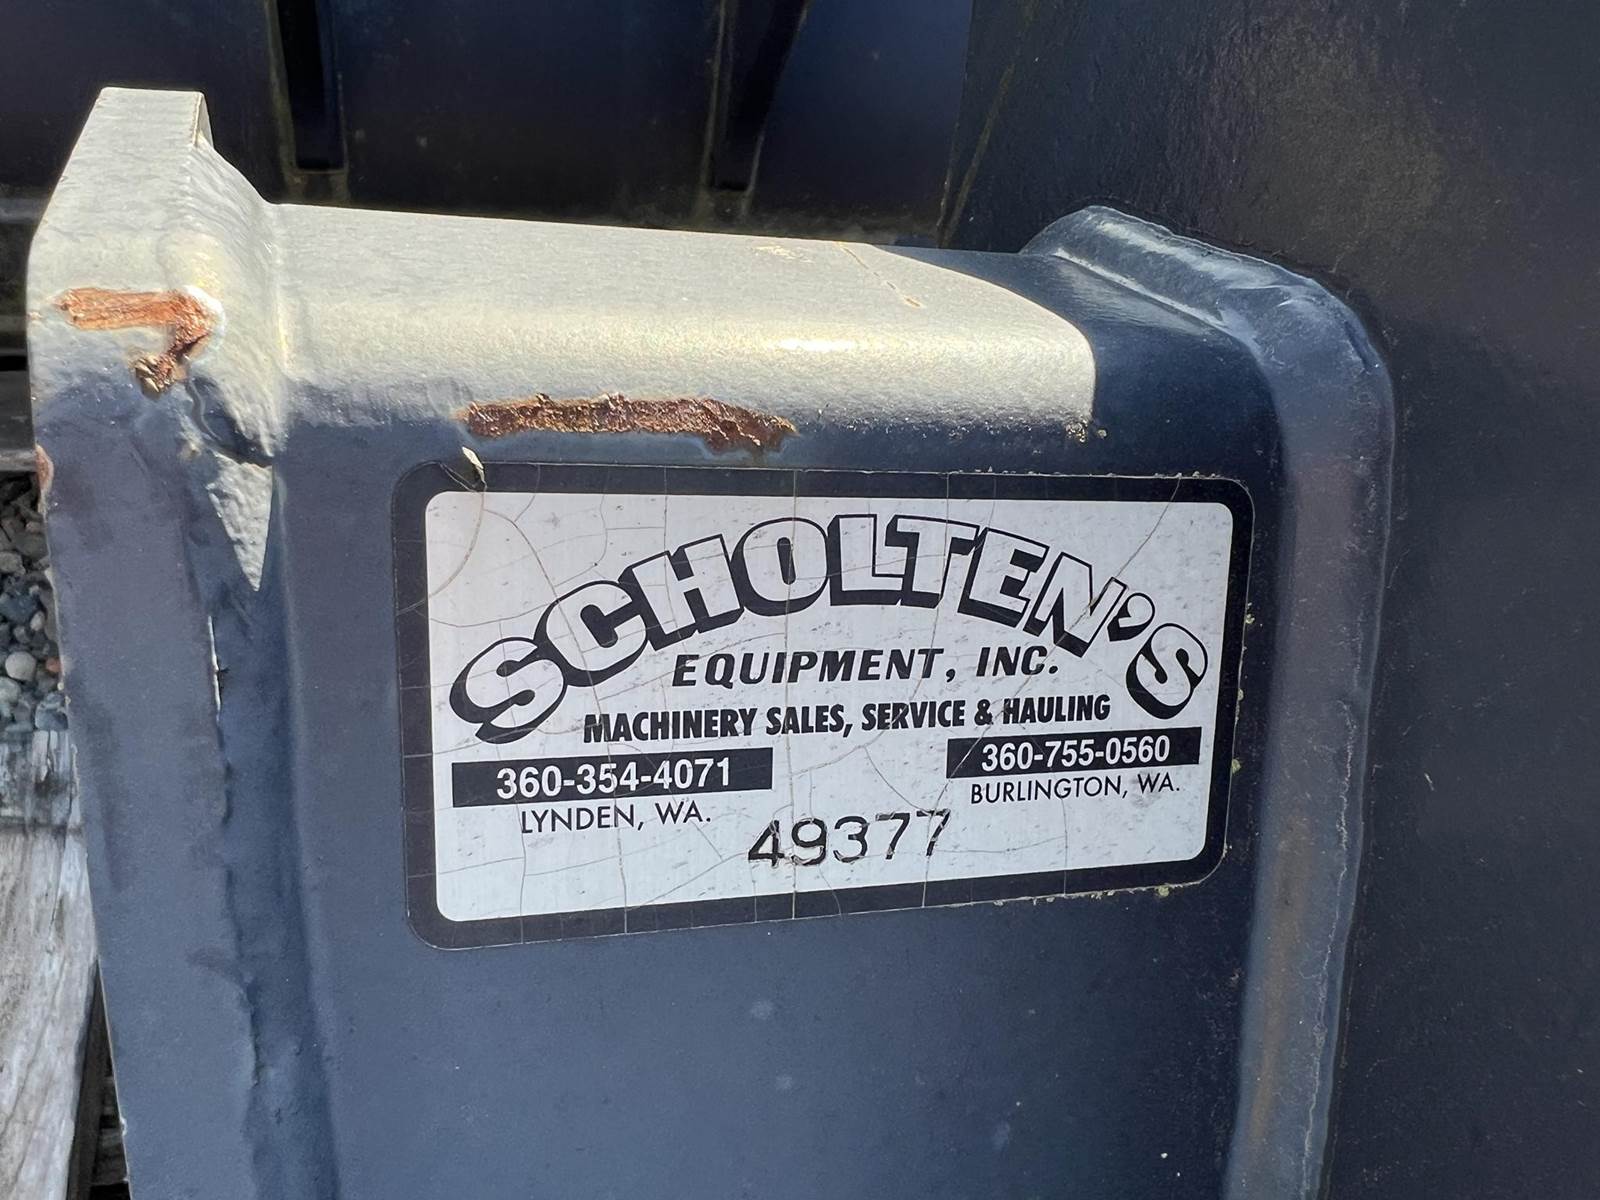 SCHOLTEN'S
EQUIPMENT, INC.
MACHINERY SALES, SERVICE & HAULING
360-354-4071
LYNDEN, WA.
360-755-0560
BURLINGTON, WA.
49377